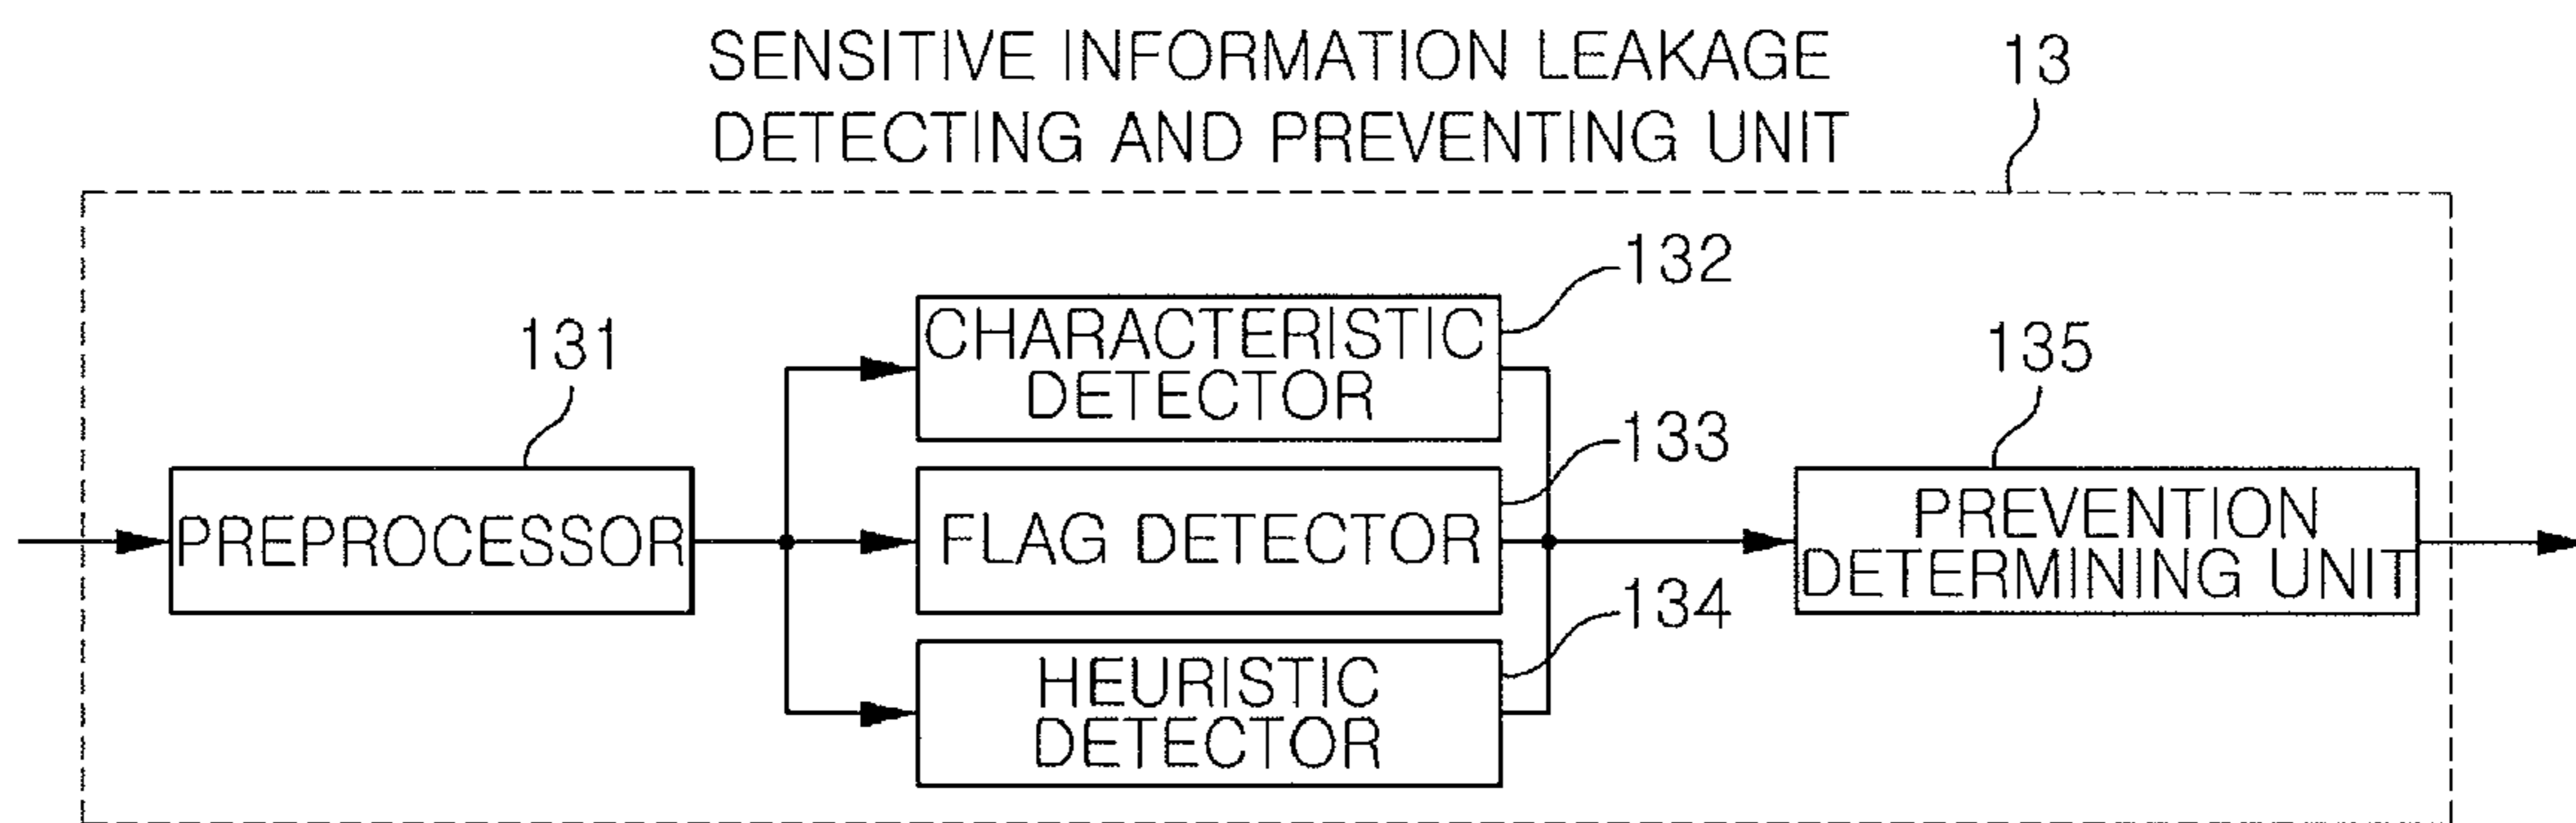 SENSITIVE INFORMATION LEAKAGE
DETECTING AND PREVENTING UNIT
13
132
CHARACTERISTIC
DETECTOR
131
PREPROCESSOR
133
FLAG DETECTOR
134
HEURISTIC
DETECTOR
135
PREVENTION
DETERMINING UNIT